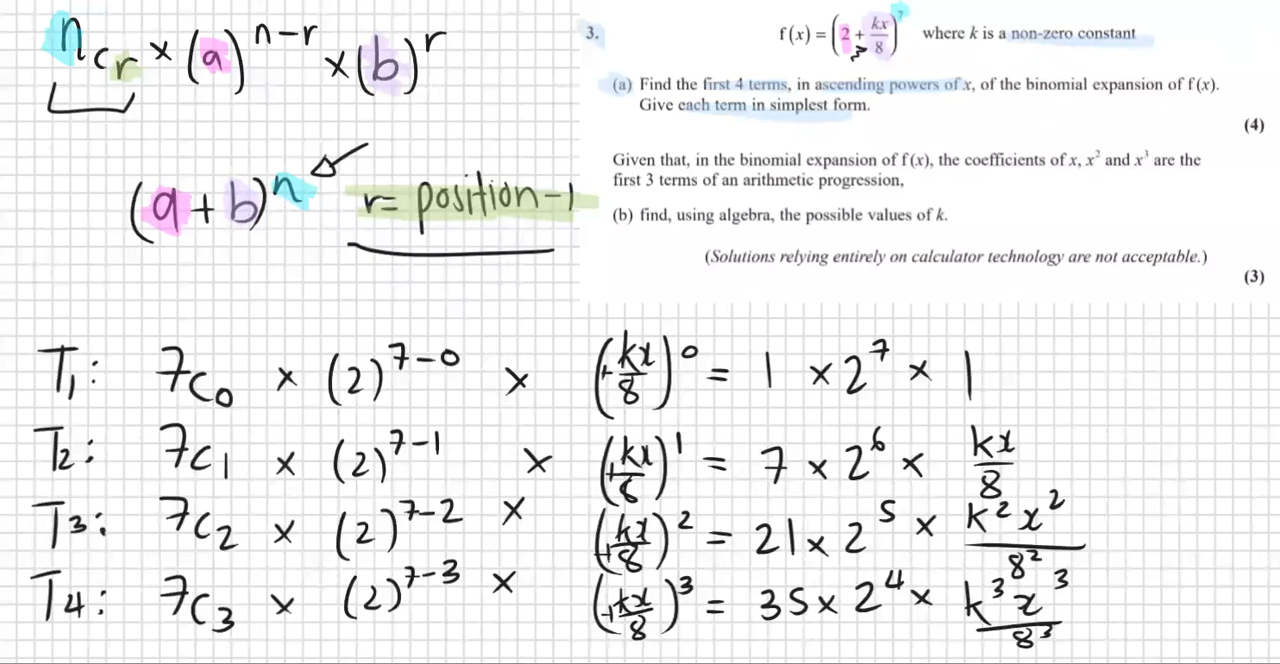 nCr × (a)^{n-r} × (b)^r
(a + b)^n r = position - 1
3. f(x) = (2 + kx/8)^7 where k is a non-zero constant
(a) Find the first 4 terms, in ascending powers of x, of the binomial expansion of f(x).
Give each term in simplest form.
(4)
Given that, in the binomial expansion of f(x), the coefficients of x, x² and x³ are the
first 3 terms of an arithmetic progression,
(b) find, using algebra, the possible values of k.
(Solutions relying entirely on calculator technology are not acceptable.)
(3)
T1: 7C0 × (2)^{7-0} × (+kx/8)^0 = 1 × 2^7 × 1
T2: 7C1 × (2)^{7-1} × (+kx/8)^1 = 7 × 2^6 × kx/8
T3: 7C2 × (2)^{7-2} × (+kx/8)^2 = 21 × 2^5 × k²x²/8²
T4: 7C3 × (2)^{7-3} × (+kx/8)^3 = 35 × 2^4 × k³x³/8³